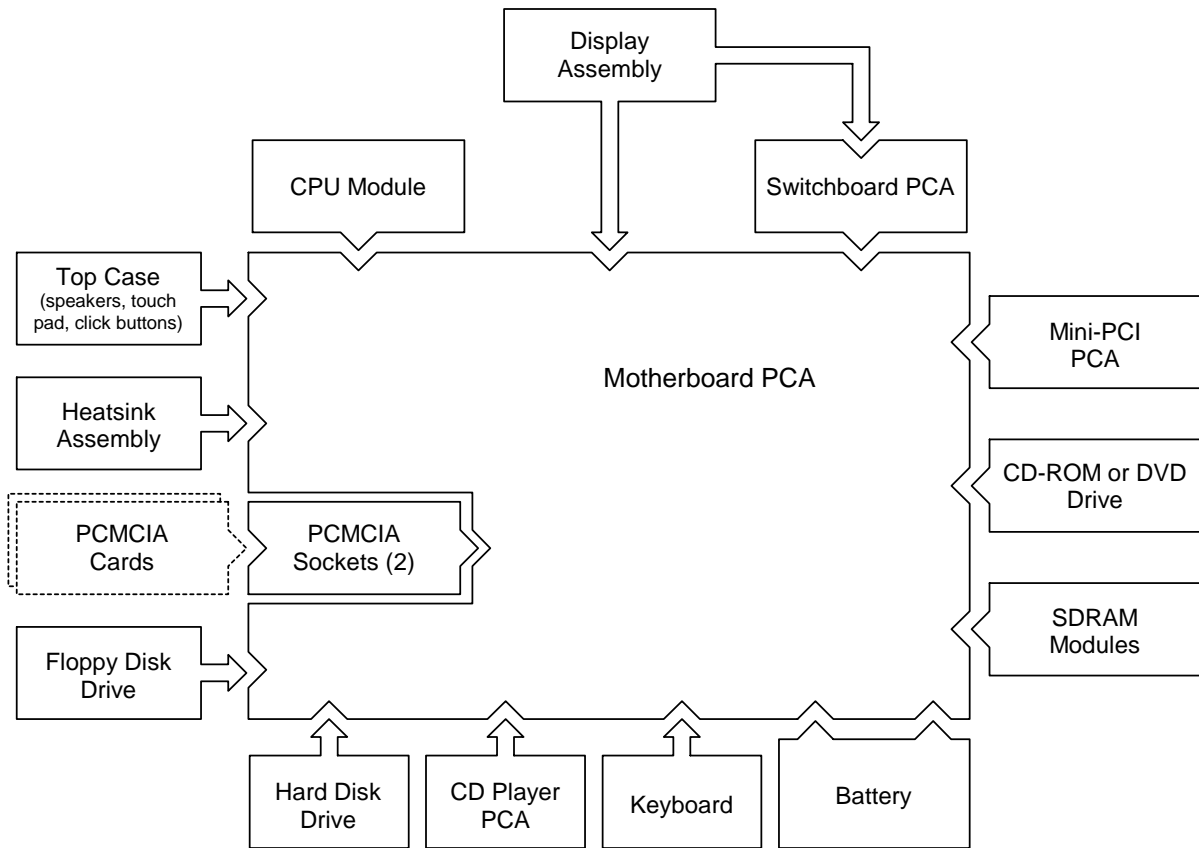 Display
Assembly
CPU Module
Switchboard PCA
Top Case
(speakers, touch
pad, click buttons)
Mini-PCI
PCA
Motherboard PCA
Heatsink
Assembly
CD-ROM or DVD
Drive
PCMCIA
Cards
PCMCIA
Sockets (2)
SDRAM
Modules
Floppy Disk
Drive
Hard Disk
Drive
CD Player
PCA
Keyboard
Battery